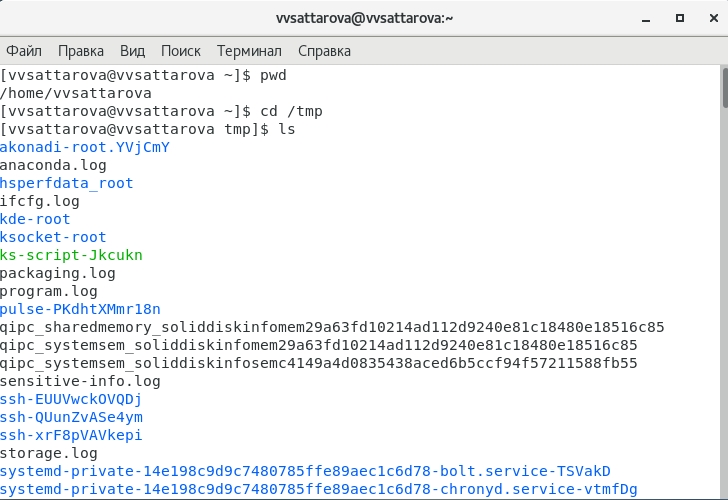 vvsattarova@vvsattarova:~
Файл Правка Вид Поиск Терминал Справка
[vvsattarova@vvsattarova ~]$ pwd
/home/vvsattarova
[vvsattarova@vvsattarova ~]$ cd /tmp
[vvsattarova@vvsattarova tmp]$ ls
akonadi-root.YVjCmY
anaconda.log
hsperfdata_root
ifcfg.log
kde-root
ksocket-root
ks-script-Jkcukn
packaging.log
program.log
pulse-PKdhtXMmr18n
qipc_sharedmemory_soliddiskinfomem29a63fd10214ad112d9240e81c18480e18516c85
qipc_systemsem_soliddiskinfomem29a63fd10214ad112d9240e81c18480e18516c85
qipc_systemsem_soliddiskinfosemc4149a4d0835438aced6b5ccf94f57211588fb55
sensitive-info.log
ssh-EUUVwckOVQDj
ssh-QUunZvASe4ym
ssh-xrF8pVAVkepi
storage.log
systemd-private-14e198c9d9c7480785ffe89aec1c6d78-bolt.service-TSVakD
systemd-private-14e198c9d9c7480785ffe89aec1c6d78-chronyd.service-vtmfDg